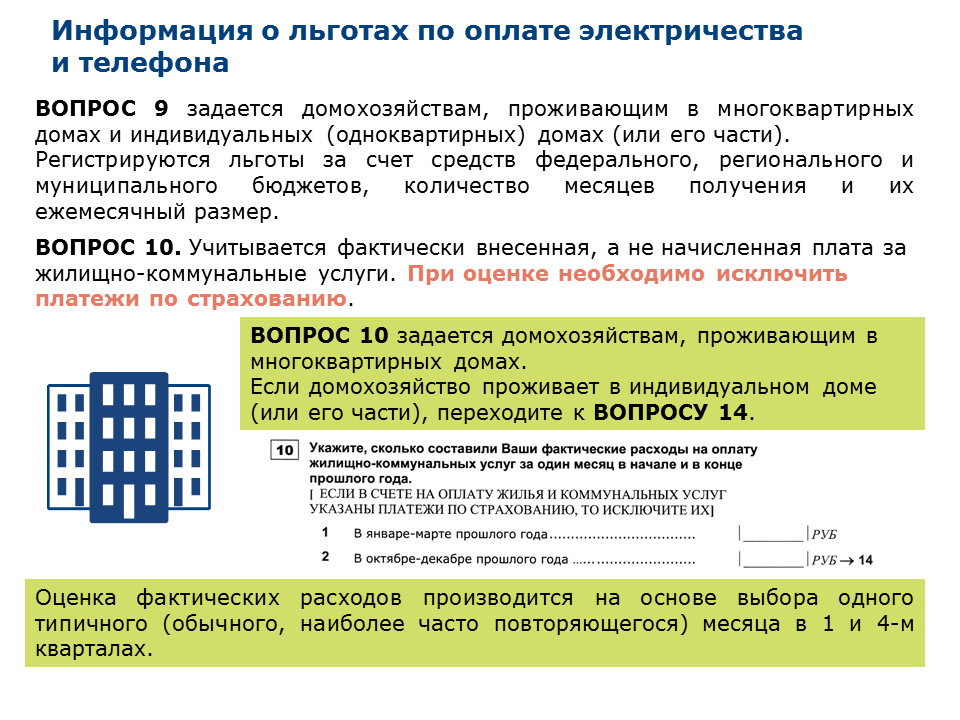 Информация о льготах по оплате электричества
и телефона
ВОПРОС 9 задается домохозяйствам, проживающим в многоквартирных
домах и индивидуальных (одноквартирных) домах (или его части).
Регистрируются льготы за счет средств федерального, регионального и
муниципального бюджетов, количество месяцев получения и их
ежемесячный размер.
ВОПРОС 10. Учитывается фактически внесенная, а не начисленная плата за
жилищно-коммунальные услуги. При оценке необходимо исключить
платежи по страхованию.
ВОПРОС 10 задается домохозяйствам, проживающим в
многоквартирных домах.
Если домохозяйство проживает в индивидуальном доме
(или его части), переходите к ВОПРОСУ 14.
10 Укажите, сколько составили Ваши фактические расходы на оплату
жилищно-коммунальных услуг за один месяц в начале и в конце
прошлого года.
[ ЕСЛИ В СЧЕТЕ НА ОПЛАТУ ЖИЛЬЯ И КОММУНАЛЬНЫХ УСЛУГ
УКАЗАНЫ ПЛАТЕЖИ ПО СТРАХОВАНИЮ, ТО ИСКЛЮЧИТЕ ИХ]
1 В январе-марте прошлого года.................................. |_________|РУБ
2 В октябре-декабре прошлого года ............................. |_________|РУБ → 14
Оценка фактических расходов производится на основе выбора одного
типичного (обычного, наиболее часто повторяющегося) месяца в 1 и 4-м
кварталах.